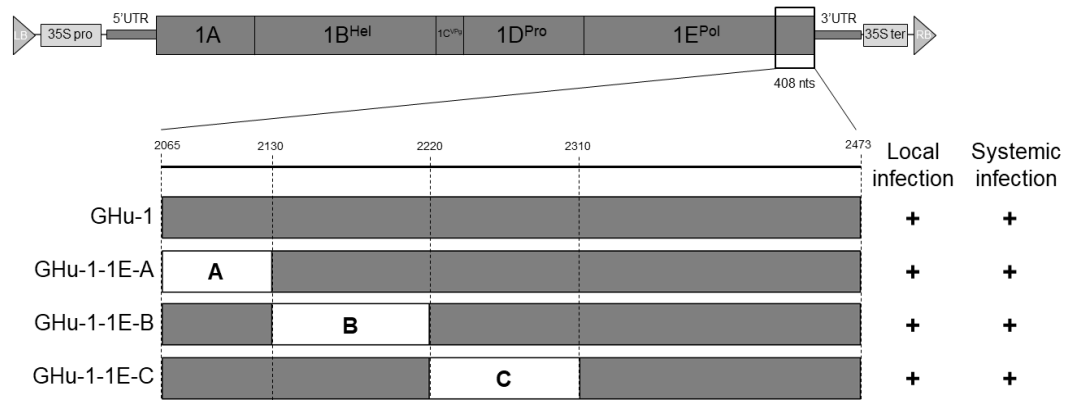 5'UTR 3'UTR
LB 35S pro 1A 1B^Hel 1C^VPg 1D^Pro 1E^Pol 35S ter RB
408 nts
2065 2130 2220 2310 2473
Local infection
Systemic infection
GHu-1 + +
GHu-1-1E-A A + +
GHu-1-1E-B B + +
GHu-1-1E-C C + +